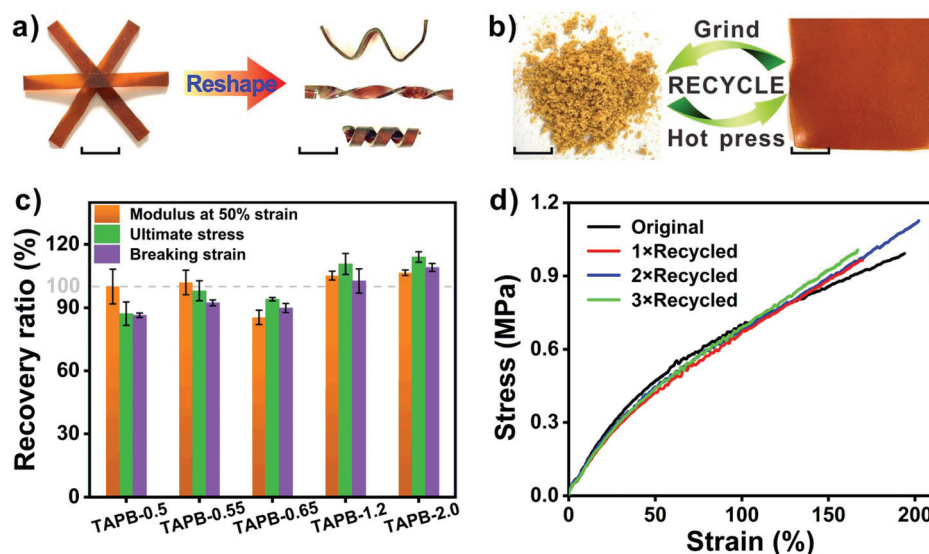 a)
Reshape
b)
Grind
RECYCLE
Hot press
c)
Recovery ratio (%)
120
100
90
60
30
0
Modulus at 50% strain
Ultimate stress
Breaking strain
TAPB-0.5
TAPB-0.55
TAPB-0.65
TAPB-1.2
TAPB-2.0
d)
Stress (MPa)
1.2
0.9
0.6
0.3
0.0
Original
1×Recycled
2×Recycled
3×Recycled
0
50
100
150
200
Strain (%)